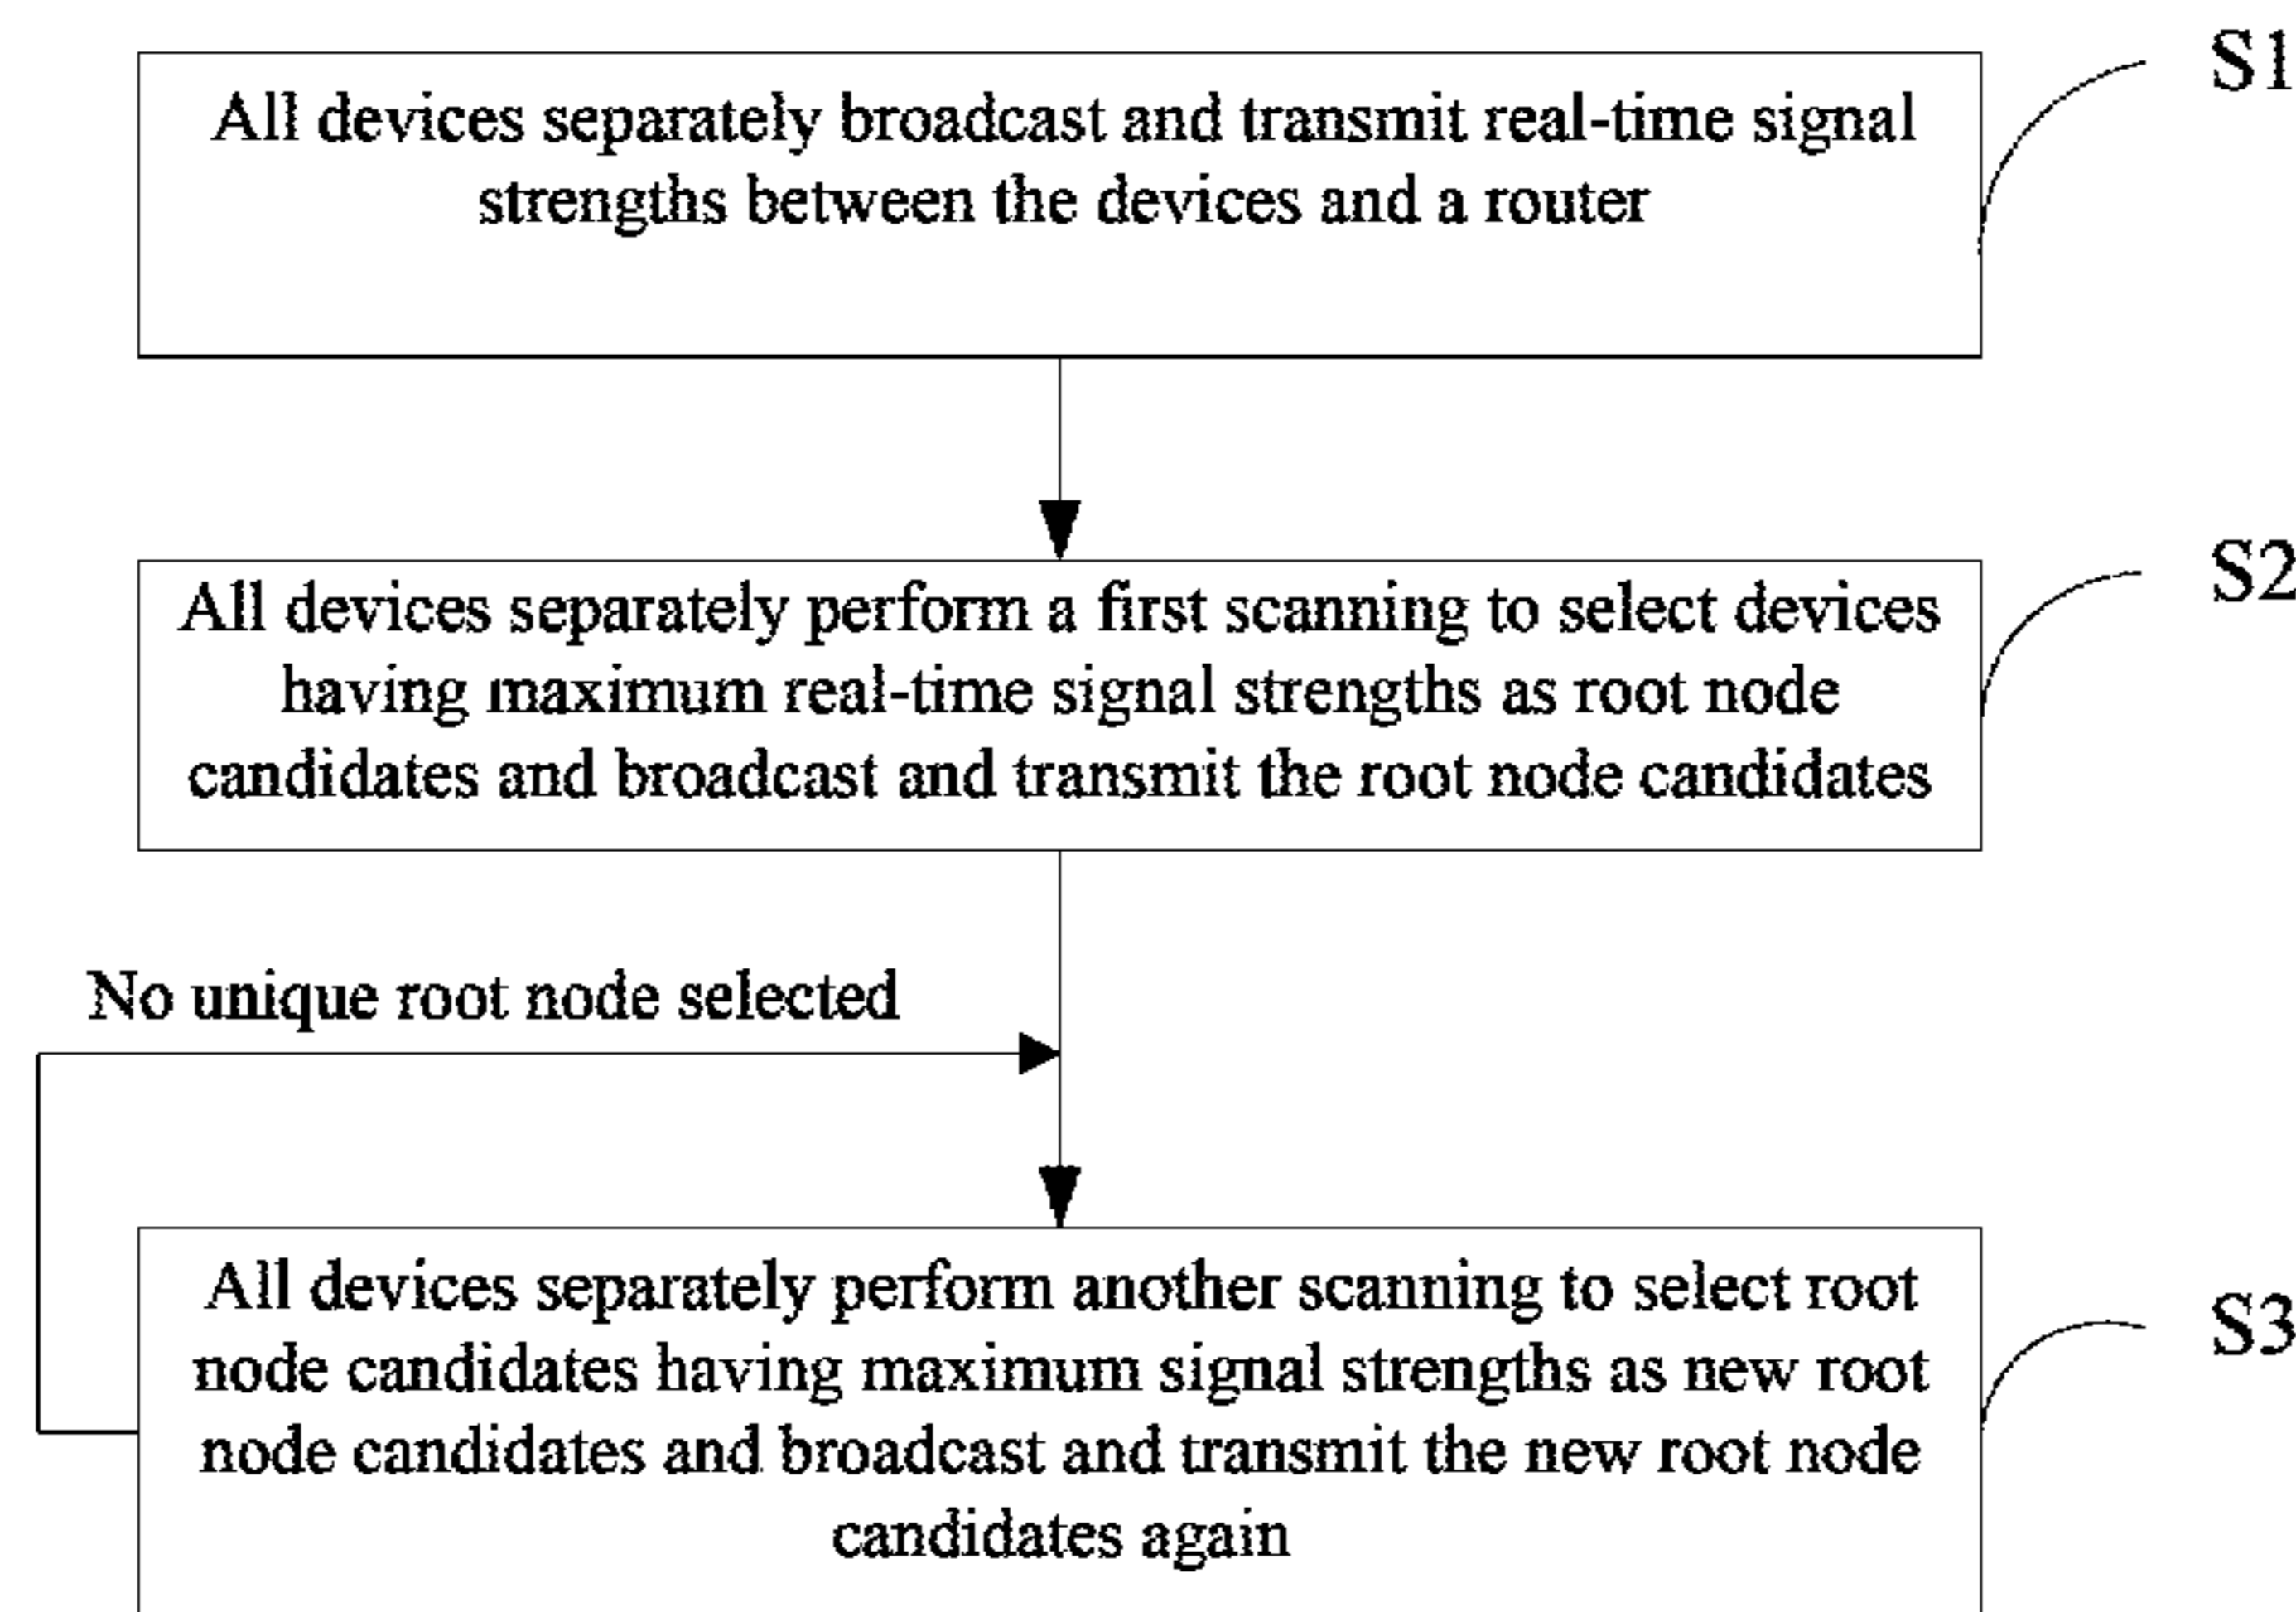 S1
All devices separately broadcast and transmit real-time signal
strengths between the devices and a router
S2
All devices separately perform a first scanning to select devices
having maximum real-time signal strengths as root node
candidates and broadcast and transmit the root node candidates
No unique root node selected
S3
All devices separately perform another scanning to select root
node candidates having maximum signal strengths as new root
node candidates and broadcast and transmit the new root node
candidates again